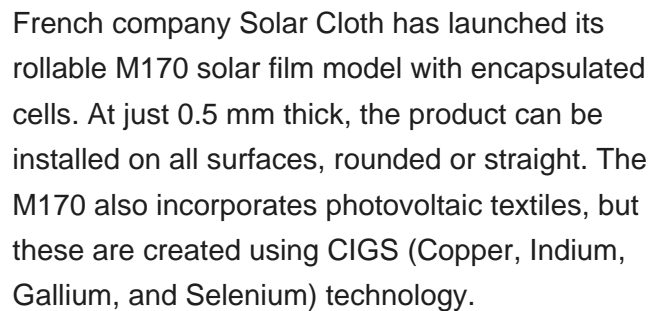 French company Solar Cloth has launched its
rollable M170 solar film model with encapsulated
cells. At just 0.5 mm thick, the product can be
installed on all surfaces, rounded or straight. The
M170 also incorporates photovoltaic textiles, but
these are created using CIGS (Copper, Indium,
Gallium, and Selenium) technology.